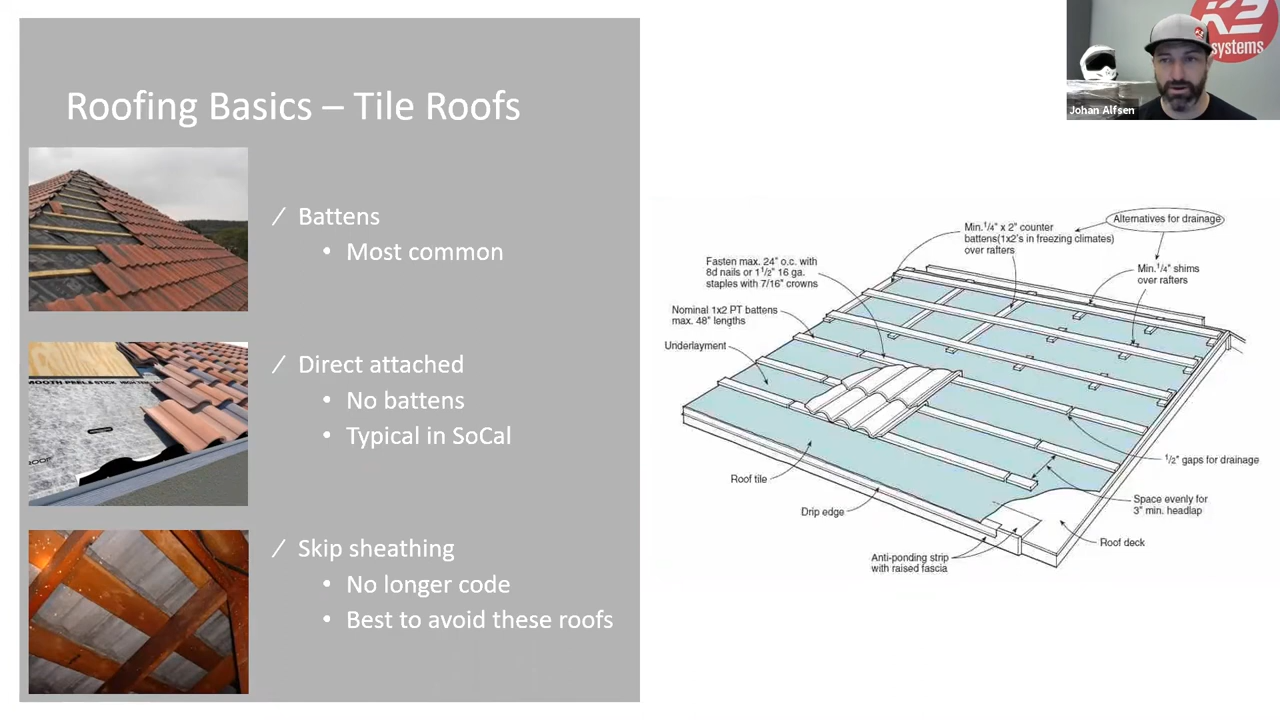 Roofing Basics – Tile Roofs
∕ Battens
• Most common
∕ Direct attached
• No battens
• Typical in SoCal
∕ Skip sheathing
• No longer code
• Best to avoid these roofs
MOOTH PEEL & STICK
ROOF
K2
systems
Johan Alfsen
Alternatives for drainage
Min. 1/4" x 2" counter
battens(1x2's in freezing climates)
over rafters
Min. 1/4" shims
over rafters
Fasten max. 24" o.c. with
8d nails or 1 1/2" 16 ga.
staples with 7/16" crowns
Nominal 1x2 PT battens
max. 48" lengths
Underlayment
Roof tile
Drip edge
Anti-ponding strip
with raised fascia
1/2" gaps for drainage
Space evenly for
3" min. headlap
Roof deck